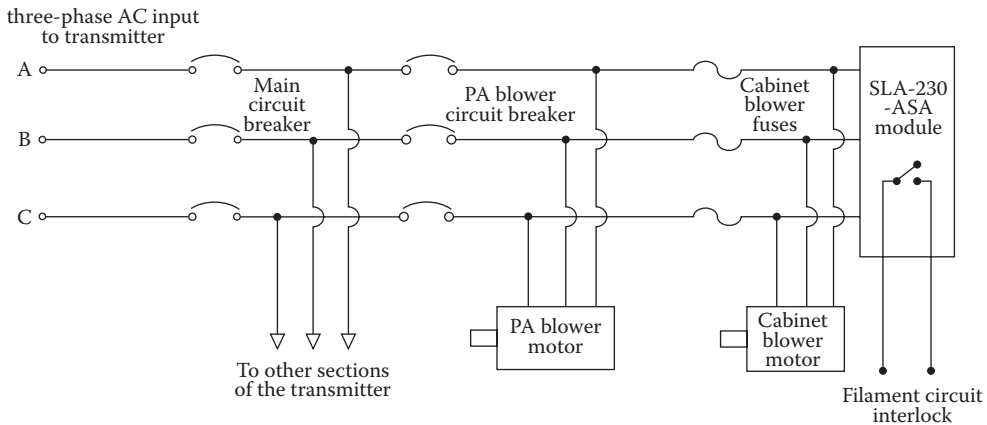 three-phase AC input
to transmitter
A
Main
circuit
breaker
PA blower
circuit breaker
Cabinet
blower
fuses
SLA-230
-ASA
module
B
C
PA blower
motor
Cabinet
blower
motor
To other sections
of the transmitter
Filament circuit
interlock